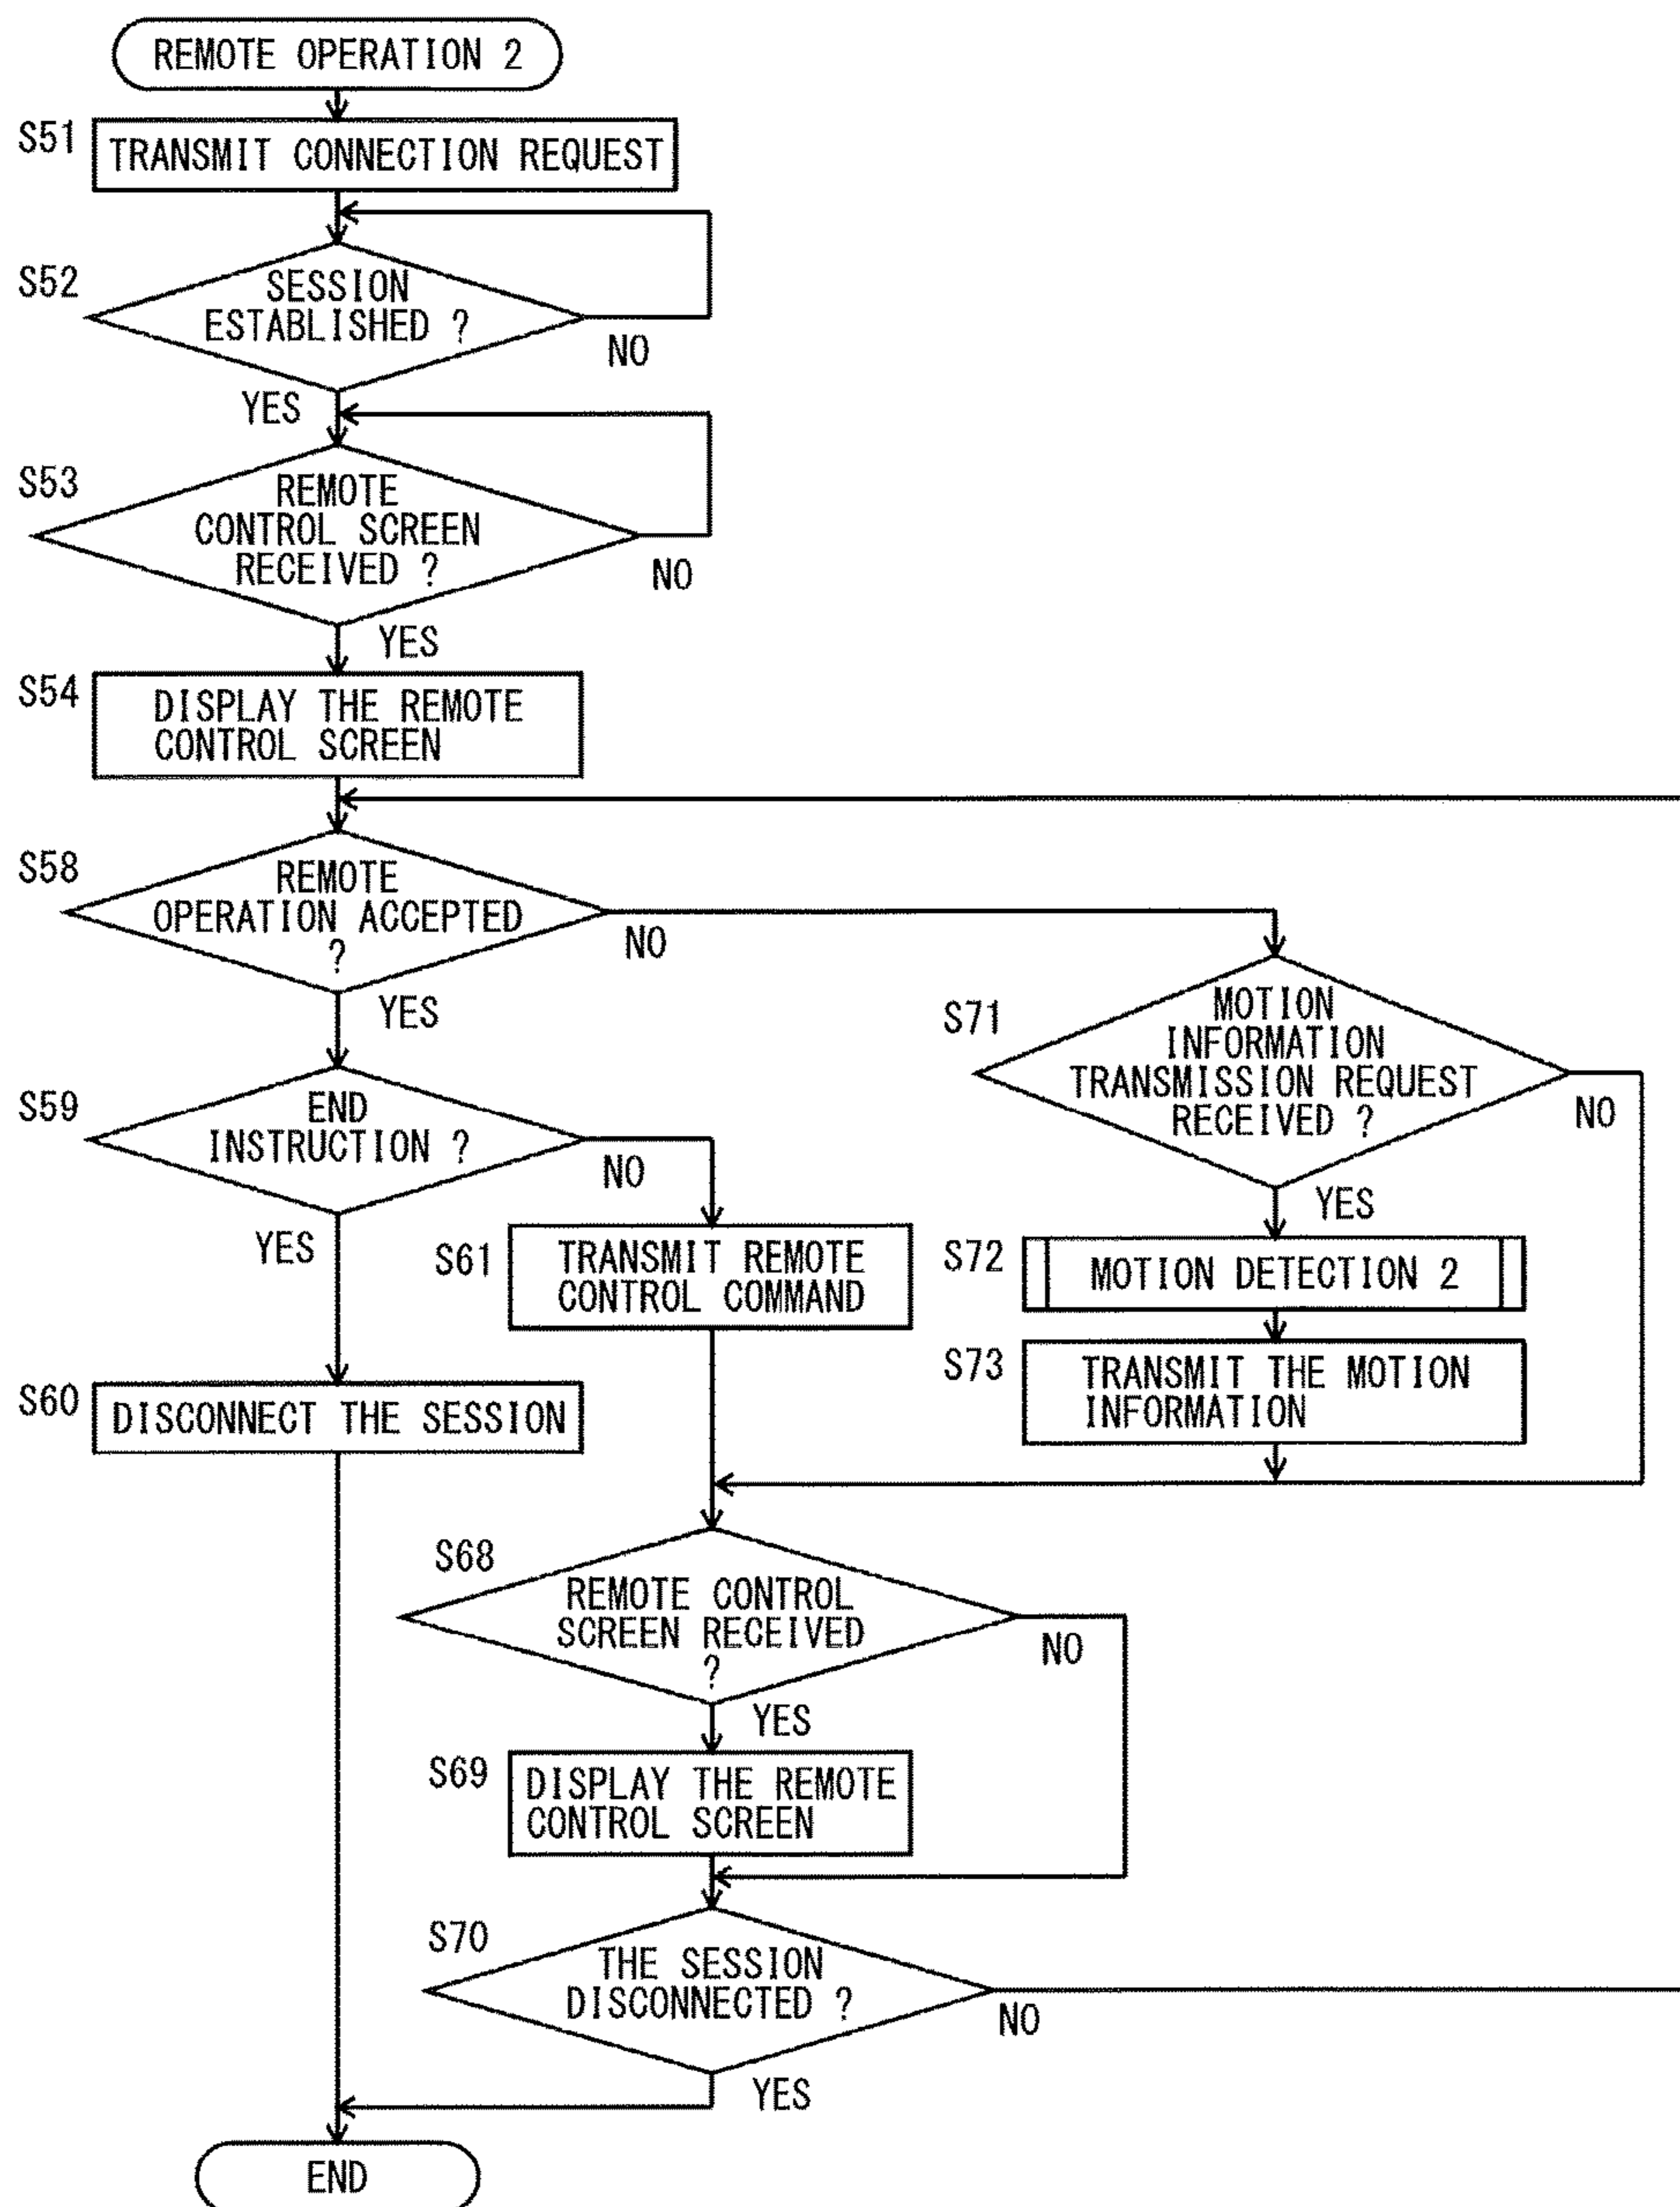 REMOTE OPERATION 2
S51
TRANSMIT CONNECTION REQUEST
S52
SESSION
ESTABLISHED ?
NO
YES
S53
REMOTE
CONTROL SCREEN
RECEIVED ?
NO
YES
S54
DISPLAY THE REMOTE
CONTROL SCREEN
S58
REMOTE
OPERATION ACCEPTED
?
NO
YES
S71
MOTION
INFORMATION
TRANSMISSION REQUEST
RECEIVED ?
NO
YES
S59
END
INSTRUCTION ?
NO
YES
S61
TRANSMIT REMOTE
CONTROL COMMAND
S72
MOTION DETECTION 2
S73
TRANSMIT THE MOTION
INFORMATION
S60
DISCONNECT THE SESSION
S68
REMOTE CONTROL
SCREEN RECEIVED
?
NO
YES
S69
DISPLAY THE REMOTE
CONTROL SCREEN
S70
THE SESSION
DISCONNECTED ?
NO
YES
END